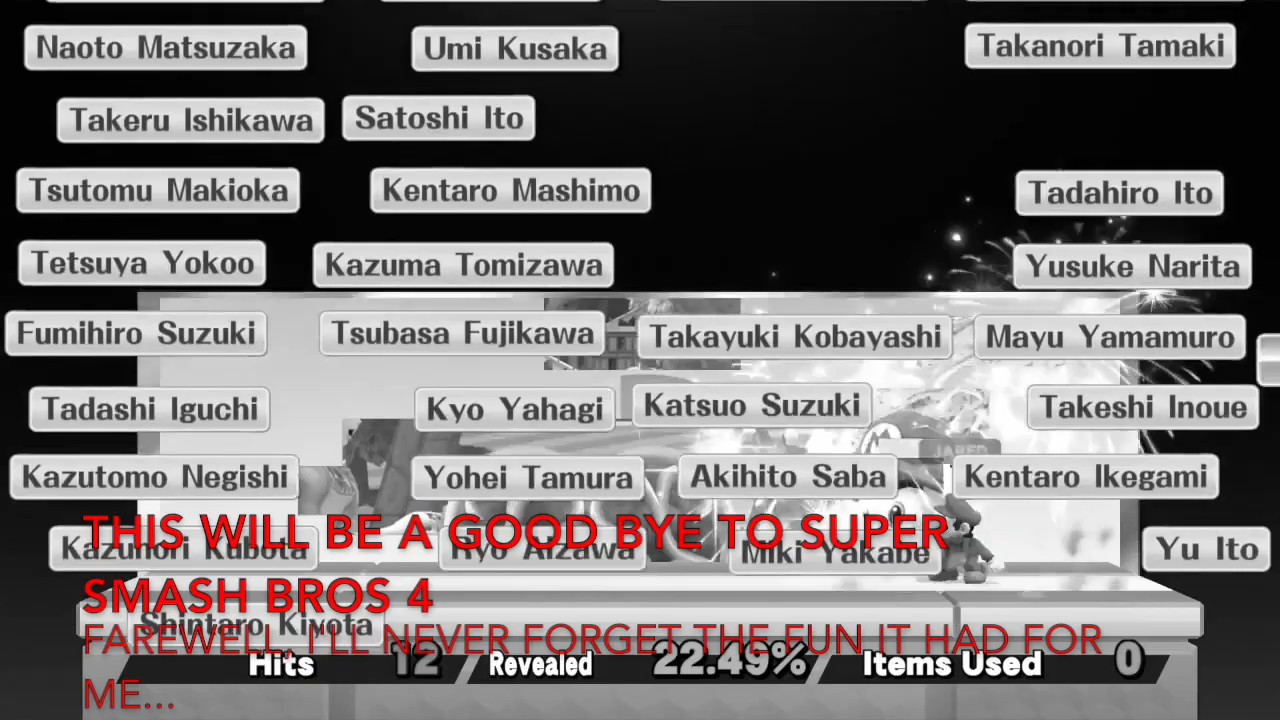 Naoto Matsuzaka Umi Kusaka Takanori Tamaki
Takeru Ishikawa Satoshi Ito
Tsutomu Makioka Kentaro Mashimo Tadahiro Ito
Tetsuya Yokoo Kazuma Tomizawa Yusuke Narita
Fumihiro Suzuki Tsubasa Fujikawa Takayuki Kobayashi Mayu Yamamuro
Tadashi Iguchi Kyo Yahagi Katsuo Suzuki Takeshi Inoue
JARED
Kazutomo Negishi Yohei Tamura Akihito Saba Kentaro Ikegami
THIS WILL BE A GOOD BYE TO SUPER
Kazunori Kubota Ryo Aizawa Miki Yakabe Yu Ito
SMASH BROS 4
Shintaro Kiyota
FAREWELL, I'LL NEVER FORGET THE FUN IT HAD FOR
Hits 12 Revealed 22.49% Items Used 0
ME...